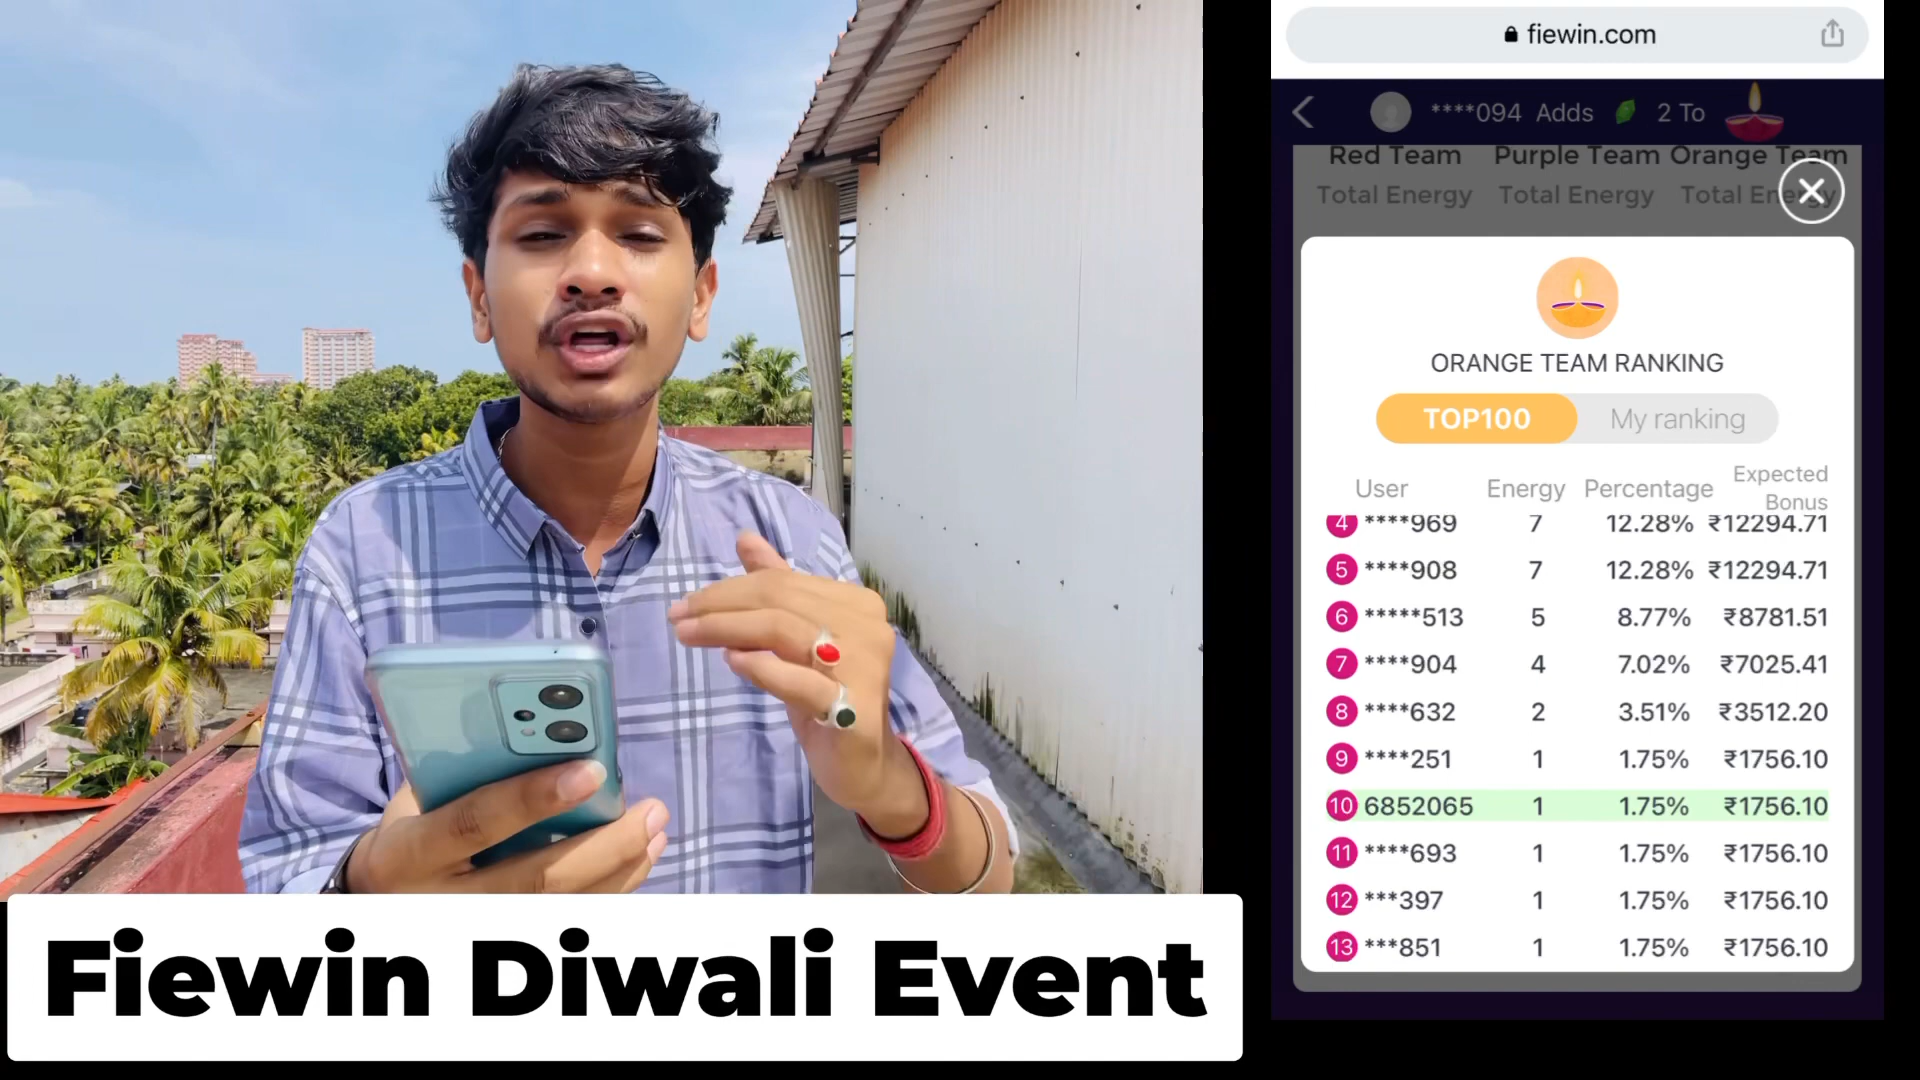 fiewin.com
****094 Adds 2 To
Red Team Purple Team Orange Team
Total Energy Total Energy Total Energy
ORANGE TEAM RANKING
TOP100 My ranking
User Energy Percentage Expected Bonus
4 ****969 7 12.28% ₹12294.71
5 ****908 7 12.28% ₹12294.71
6 *****513 5 8.77% ₹8781.51
7 ****904 4 7.02% ₹7025.41
8 ****632 2 3.51% ₹3512.20
9 ****251 1 1.75% ₹1756.10
10 6852065 1 1.75% ₹1756.10
11 ****693 1 1.75% ₹1756.10
12 ***397 1 1.75% ₹1756.10
13 ***851 1 1.75% ₹1756.10
Fiewin Diwali Event